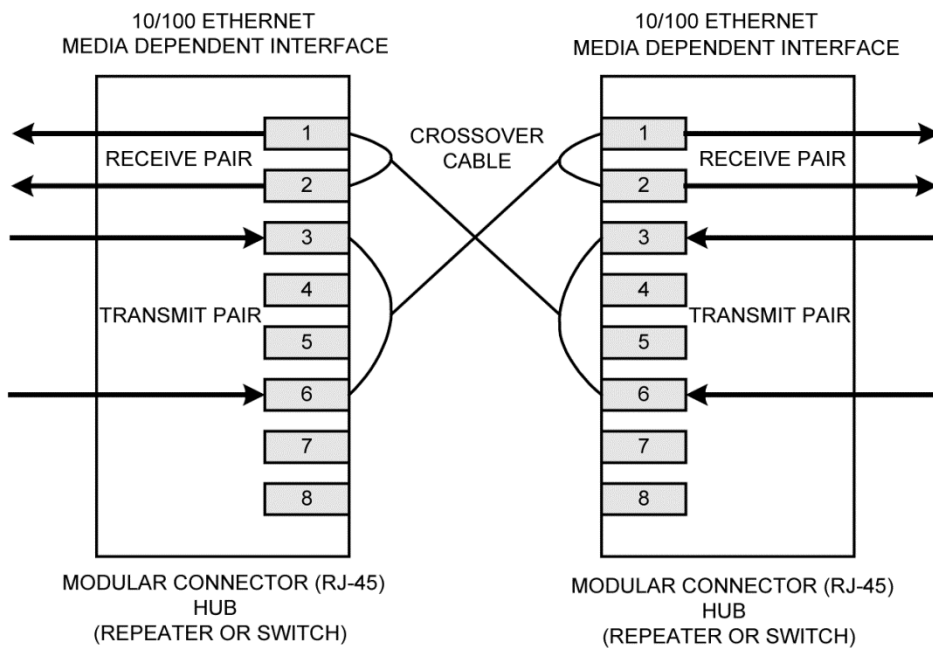 10/100 ETHERNET
MEDIA DEPENDENT INTERFACE
1
RECEIVE PAIR
2
3
4
TRANSMIT PAIR
5
6
7
8
MODULAR CONNECTOR (RJ-45)
HUB
(REPEATER OR SWITCH)
CROSSOVER
CABLE
10/100 ETHERNET
MEDIA DEPENDENT INTERFACE
1
RECEIVE PAIR
2
3
4
TRANSMIT PAIR
5
6
7
8
MODULAR CONNECTOR (RJ-45)
HUB
(REPEATER OR SWITCH)